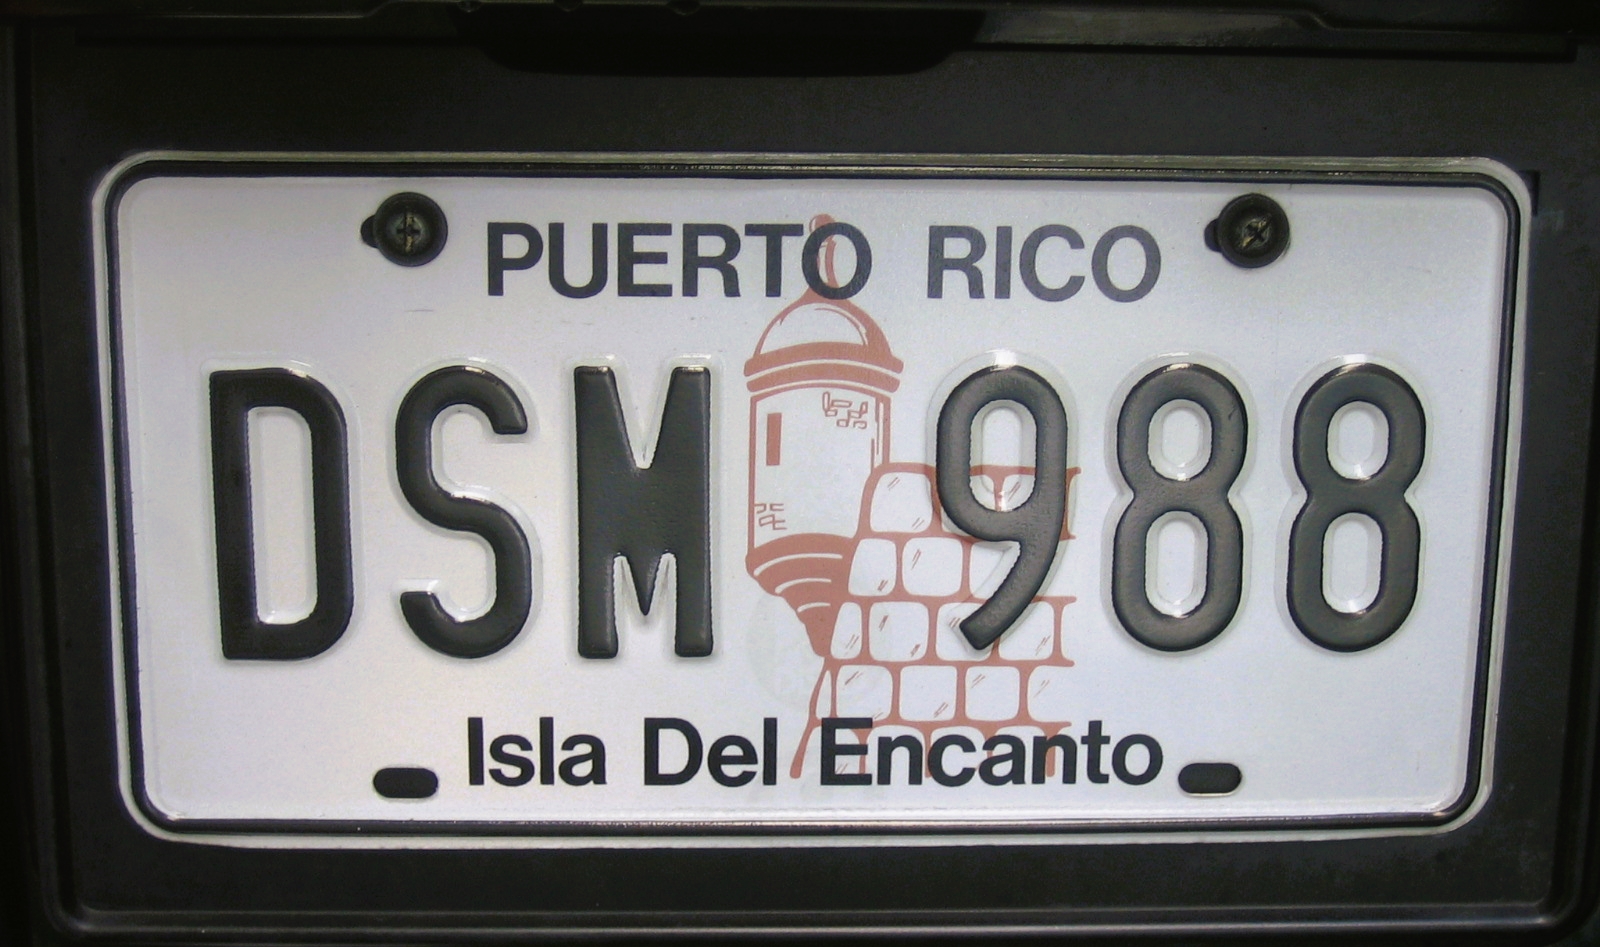 PUERTO RICO
DSM 988
Isla Del Encanto